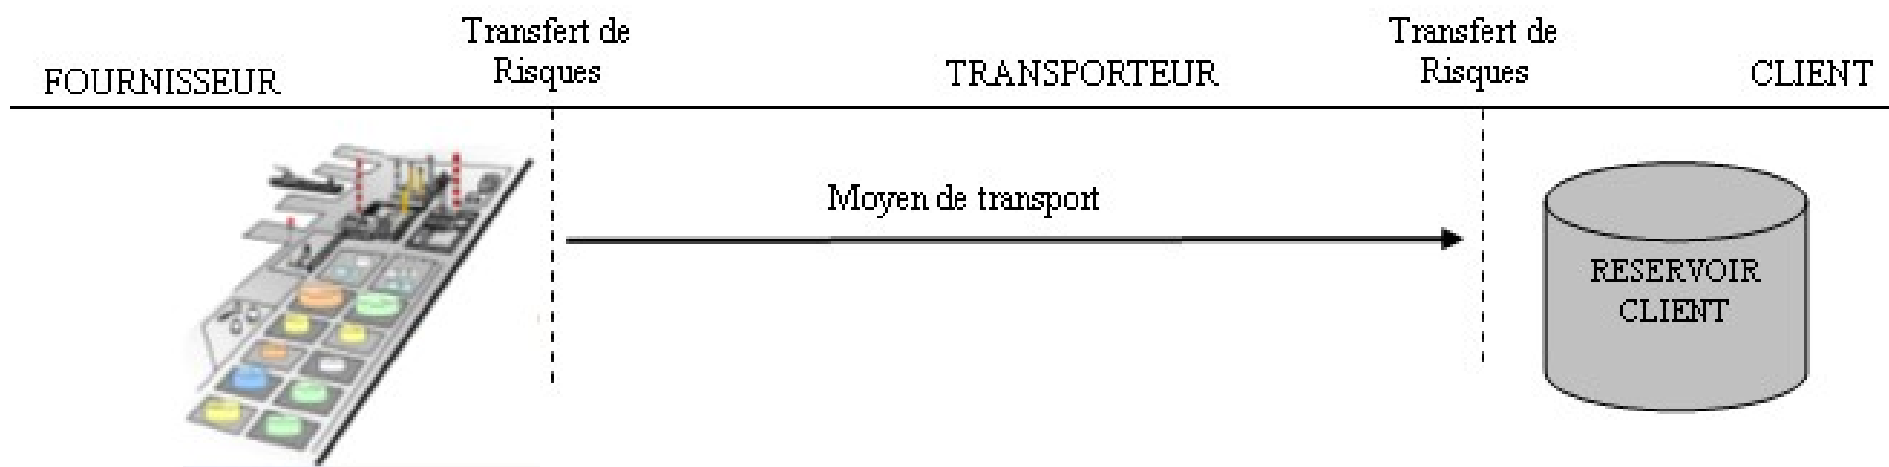 FOURNISSEUR
Transfert de
Risques
TRANSPORTEUR
Transfert de
Risques
CLIENT
Moyen de transport
RESERVOIR
CLIENT